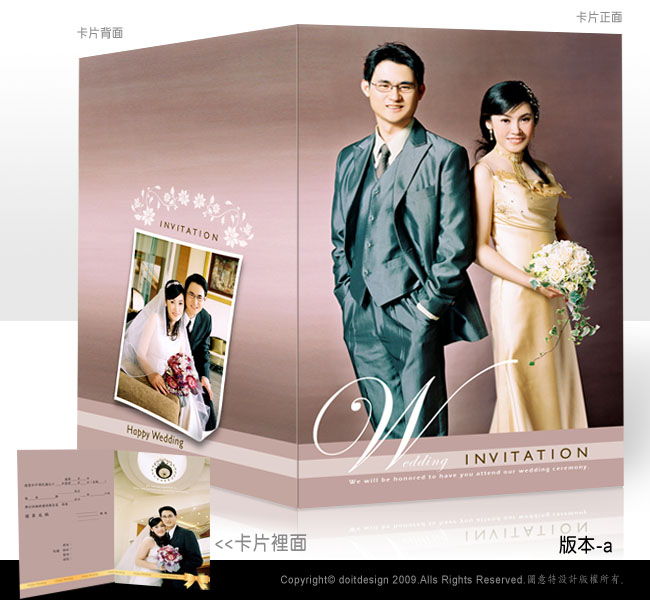 卡片背面
卡片正面
INVITATION
Happy Wedding
Wedding INVITATION
We will be honored to have you attend our wedding ceremony.
<<卡片裡面
版本-a
Copyright© doitdesign 2009.Alls Rights Reserved.圖意特設計版權所有.